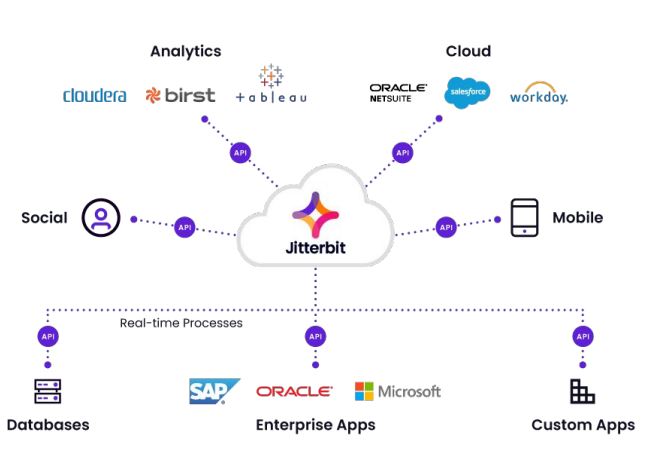 Analytics
Cloud
cloudera
birst
+ableau
ORACLE
NETSUITE
salesforce
workday.
API
API
Social
API
Jitterbit
API
Mobile
Real-time Processes
API
API
API
SAP
ORACLE
Microsoft
Databases
Enterprise Apps
Custom Apps